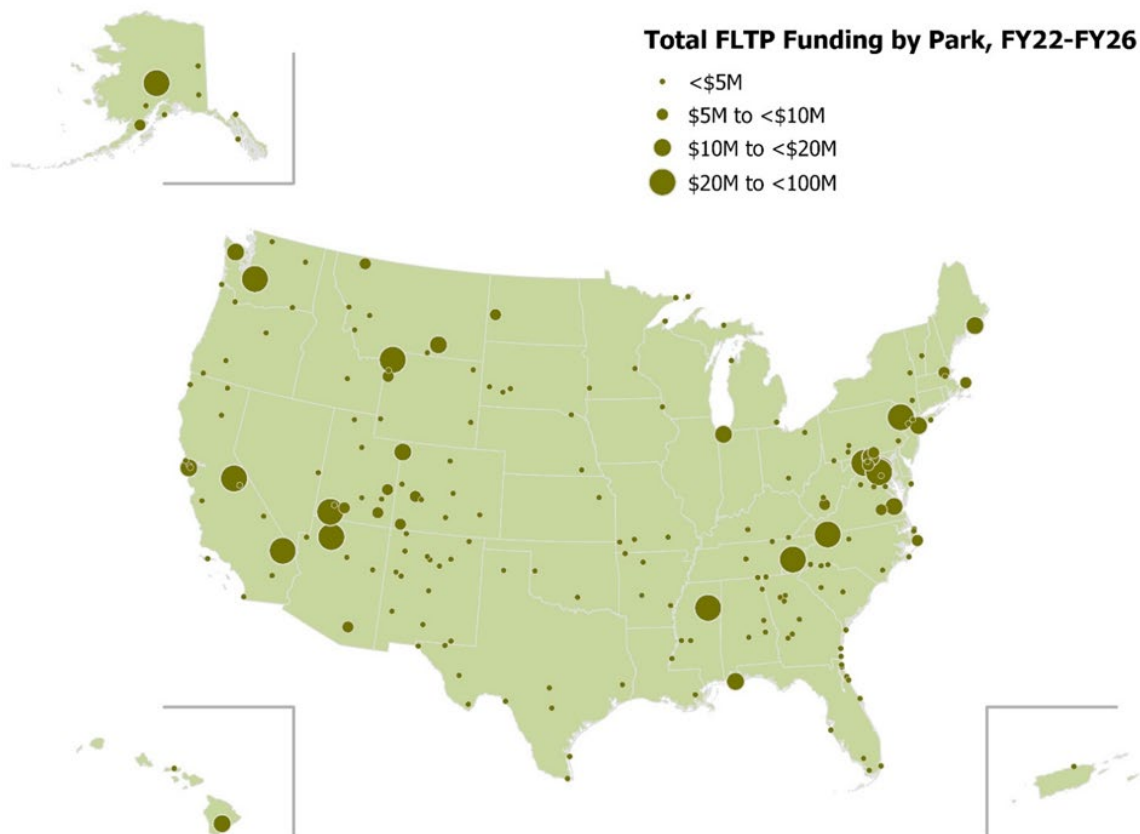 Total FLTP Funding by Park, FY22-FY26
<$5M
$5M to <$10M
$10M to <$20M
$20M to <100M